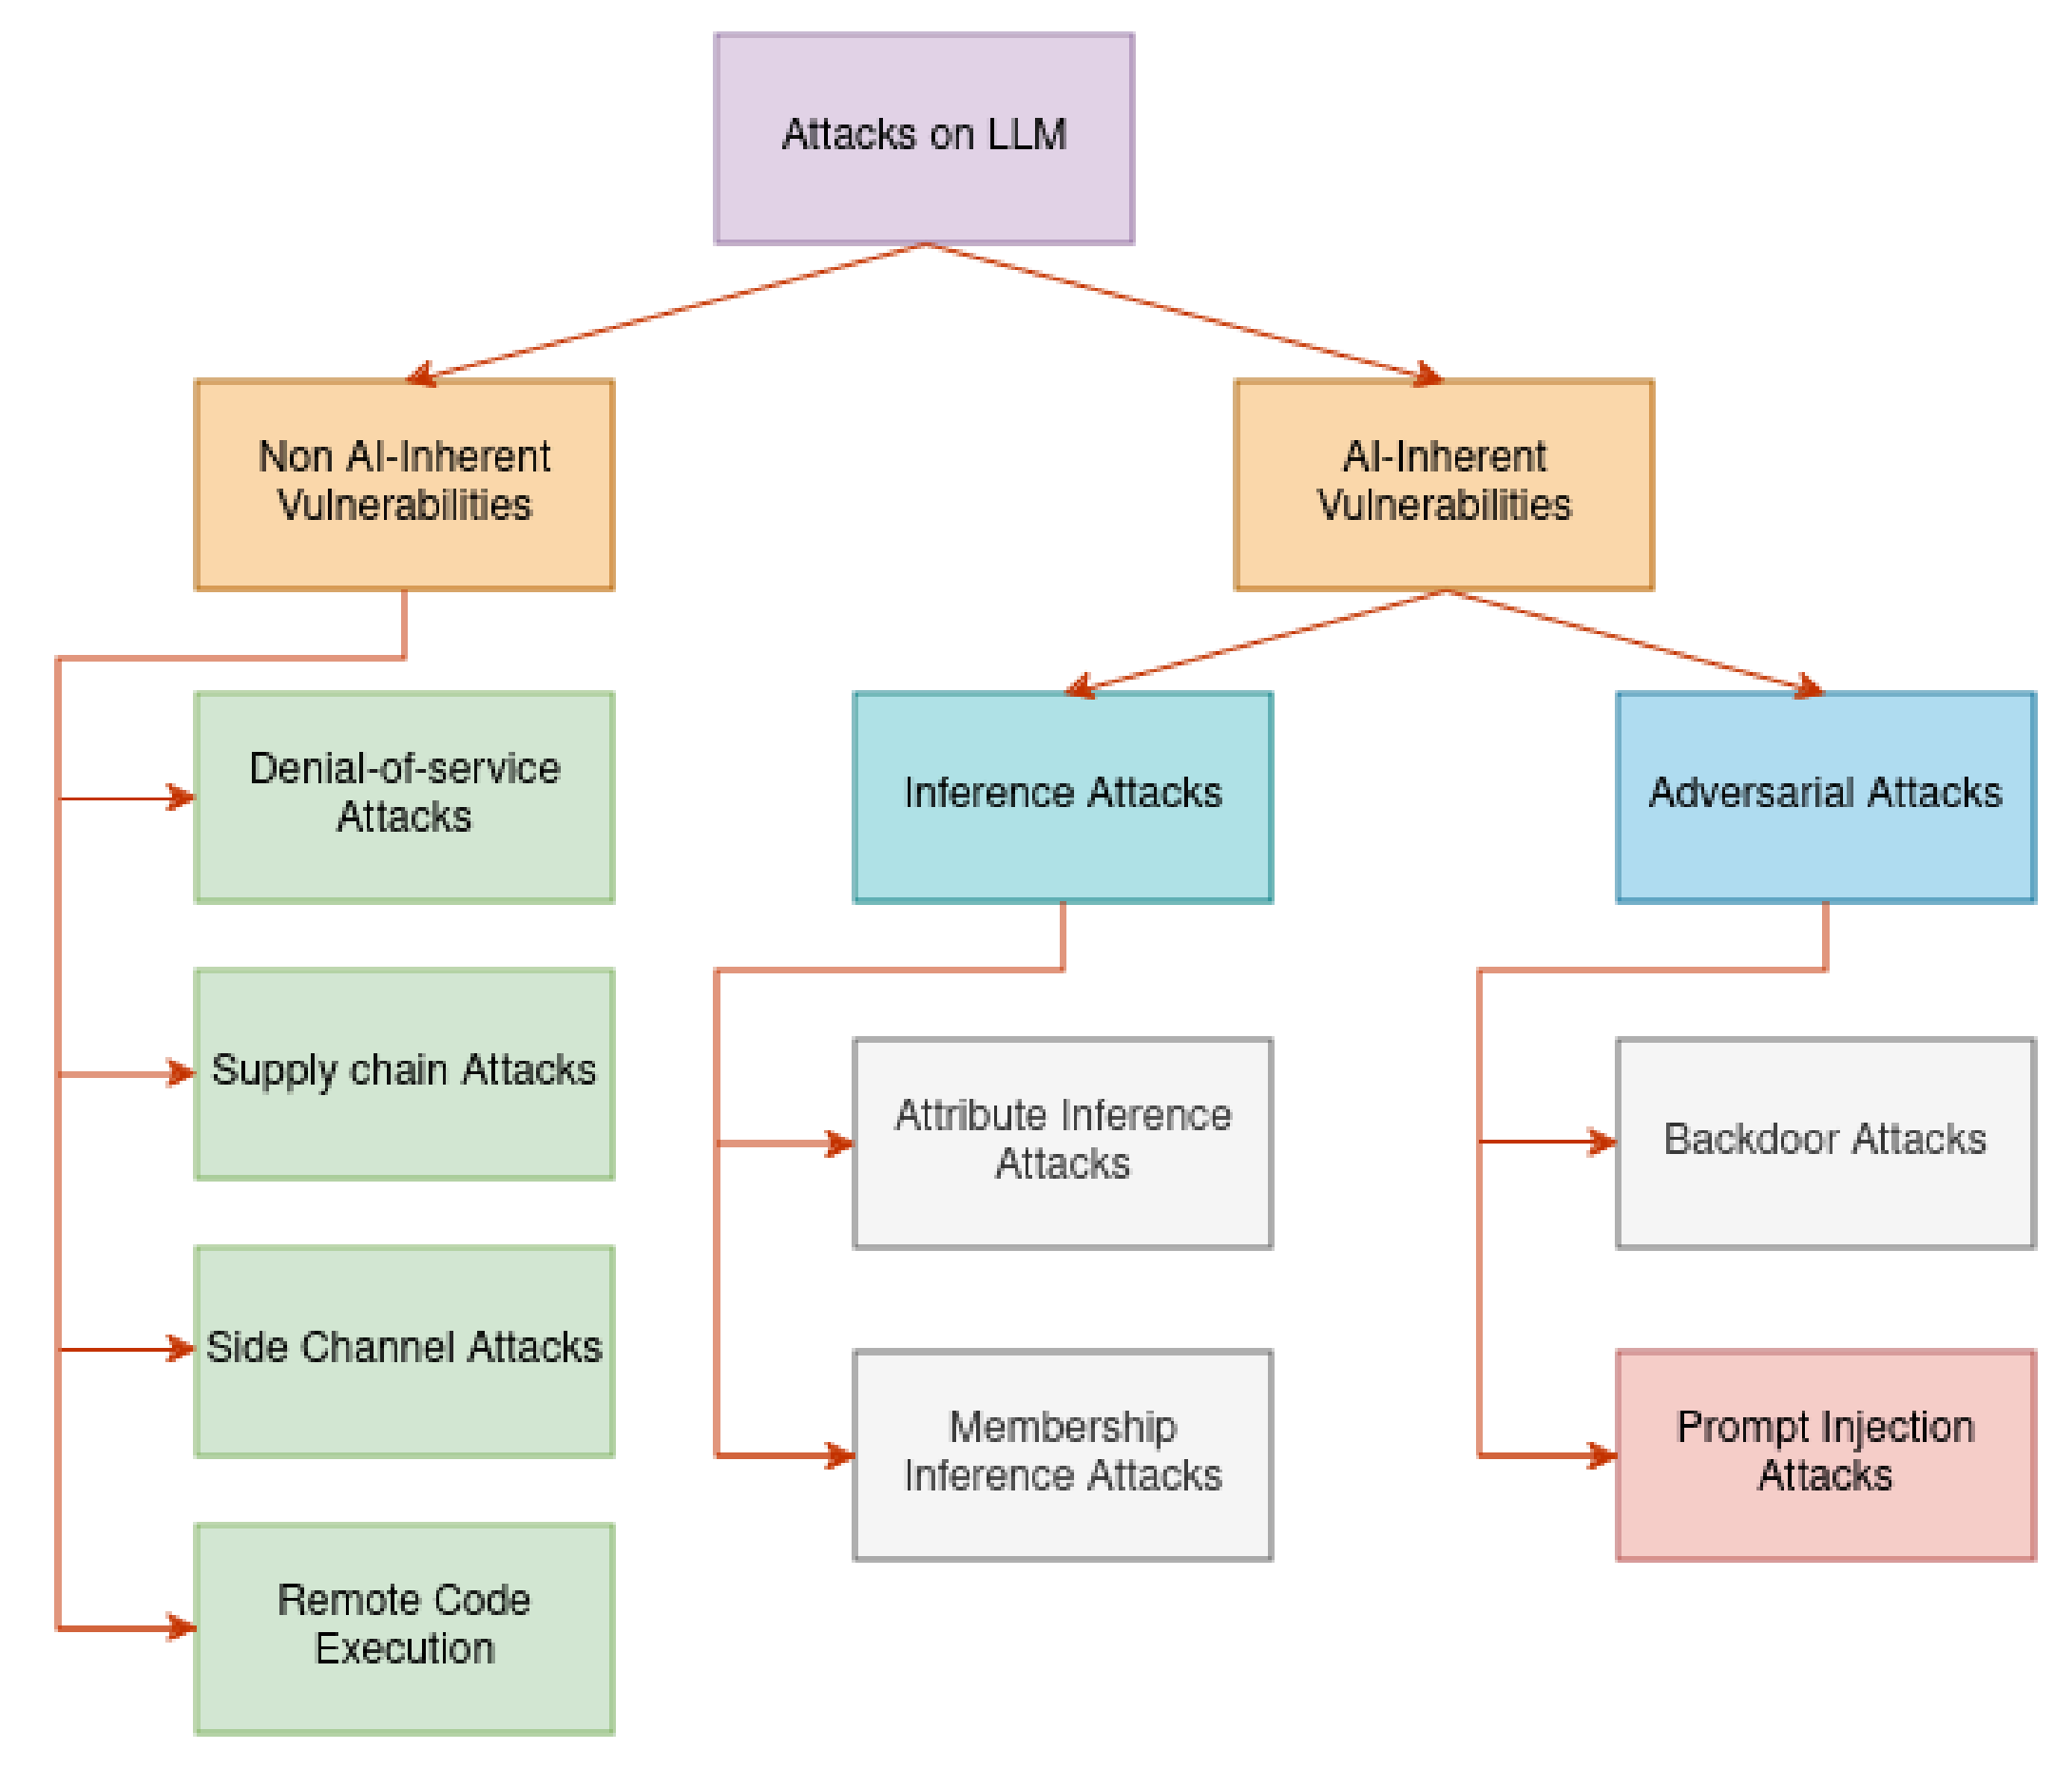 Attacks on LLM
Non AI-Inherent
Vulnerabilities
AI-Inherent
Vulnerabilities
Denial-of-service
Attacks
Supply chain Attacks
Side Channel Attacks
Remote Code
Execution
Inference Attacks
Attribute Inference
Attacks
Membership
Inference Attacks
Adversarial Attacks
Backdoor Attacks
Prompt Injection
Attacks